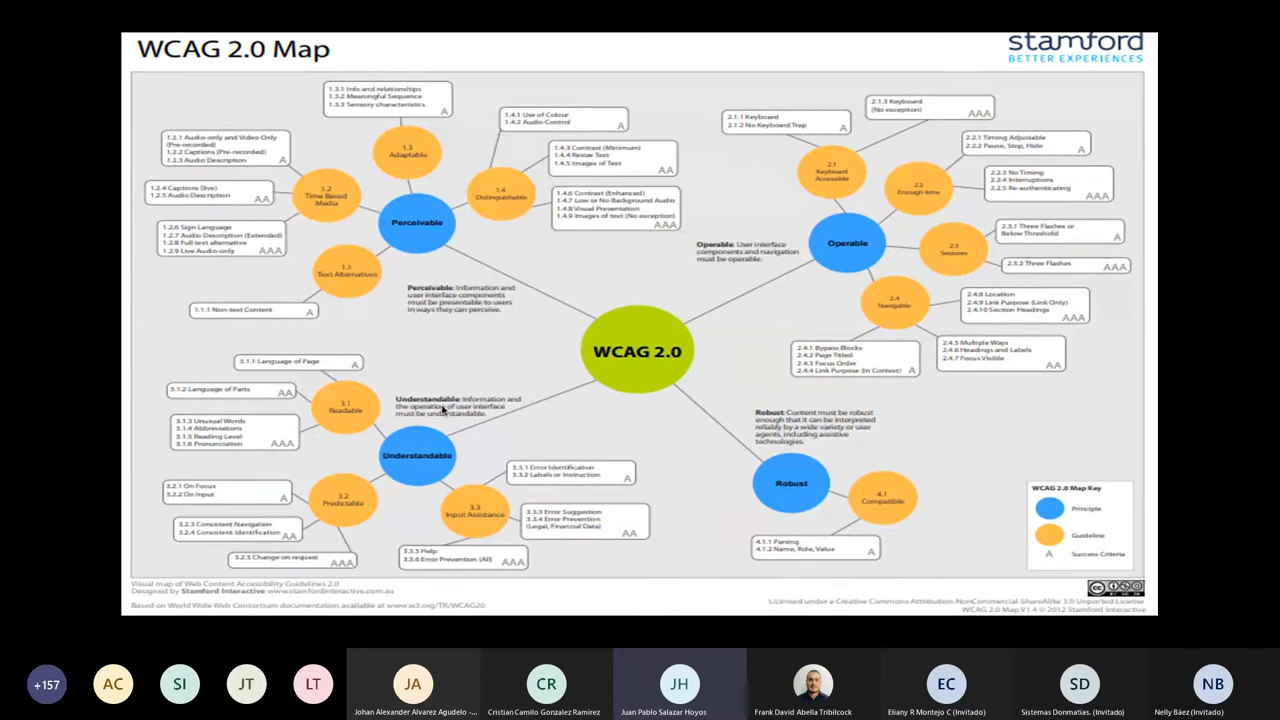 WCAG 2.0 Map
stamford
BETTER EXPERIENCES
1.3.1 Info and relationships
1.3.2 Meaningful Sequence
1.3.3 Sensory characteristics
A
1.2.1 Audio-only and Video Only
(Pre-recorded)
1.2.2 Captions (Pre-recorded)
1.2.3 Audio Description
A
1.3
Adaptable
1.4.1 Use of Colour
1.4.2 Audio Control
A
1.4.3 Contrast (Minimum)
1.4.4 Resize Text
1.4.5 Images of Text
AA
1.2.4 Captions (live)
1.2.5 Audio Description
AA
1.2
Time Based
Media
1.4
Distinguishable
1.4.6 Contrast (Enhanced)
1.4.7 Low or No Background Audio
1.4.8 Visual Presentation
1.4.9 Images of text (No exception)
AAA
1.2.6 Sign Language
1.2.7 Audio Description (Extended)
1.2.8 Full text alternative
1.2.9 Live Audio-only
AAA
Perceivable
1.1
Text Alternatives
1.1.1 Non-text Content
A
Perceivable: Information and
user interface components
must be presentable to users
in ways they can perceive.
2.1.1 Keyboard
2.1.2 No Keyboard Trap
A
2.1.3 Keyboard
(No exception)
AAA
2.2.1 Timing Adjustable
2.2.2 Pause, Stop, Hide
A
2.1
Keyboard
Accessible
2.2
Enough time
2.2.3 No Timing
2.2.4 Interruptions
2.2.5 Re-authenticating
AAA
Operable: User interface
components and navigation
must be operable.
Operable
2.3
Seizures
2.3.1 Three Flashes or
Below Threshold
A
2.3.2 Three Flashes
AAA
2.4
Navigable
2.4.8 Location
2.4.9 Link Purpose (Link Only)
2.4.10 Section Headings
AAA
2.4.1 Bypass Blocks
2.4.2 Page Titled
2.4.3 Focus Order
2.4.4 Link Purpose (In Context)
A
2.4.5 Multiple Ways
2.4.6 Headings and Labels
2.4.7 Focus Visible
AA
WCAG 2.0
3.1.1 Language of Page
A
3.1.2 Language of Parts
AA
3.1
Readable
Understandable: Information and
the operation of user interface
must be understandable.
3.1.3 Unusual Words
3.1.4 Abbreviations
3.1.5 Reading Level
3.1.6 Pronunciation
AAA
Understandable
3.2.1 On Focus
3.2.2 On Input
A
3.2
Predictable
3.2.3 Consistent Navigation
3.2.4 Consistent Identification
AA
3.2.5 Change on request
AAA
3.3
Input Assistance
3.3.1 Error Identification
3.3.2 Labels or Instruction
A
3.3.3 Error Suggestion
3.3.4 Error Prevention
(Legal, Financial Data)
AA
3.3.5 Help
3.3.6 Error Prevention (All)
AAA
Robust: Content must be robust
enough that it can be interpreted
reliably by a wide variety or user
agents, including assistive
technologies.
Robust
4.1
Compatible
4.1.1 Parsing
4.1.2 Name, Role, Value
A
WCAG 2.0 Map Key
Principle
Guideline
A
Success Criteria
Visual map of Web Content Accessibility Guidelines 2.0
Designed by Stamford Interactive www.stamfordinteractive.com.au
Based on World Wide Web Consortium documentation available at www.w3.org/TR/WCAG20
Licensed under a Creative Commons Attribution-NonCommercial-ShareAlike 3.0 Unported License
WCAG 2.0 Map V1.4 © 2012 Stamford Interactive
+157
AC
SI
JT
LT
JA
CR
JH
EC
SD
NB
Johan Alexander Alvarez Agudelo -...
Cristian Camilo Gonzalez Ramirez
Juan Pablo Salazar Hoyos
Frank David Abella Tribilcock
Eliany R Montejo C (Invitado)
Sistemas Donmatias. (Invitado)
Nelly Báez (Invitado)